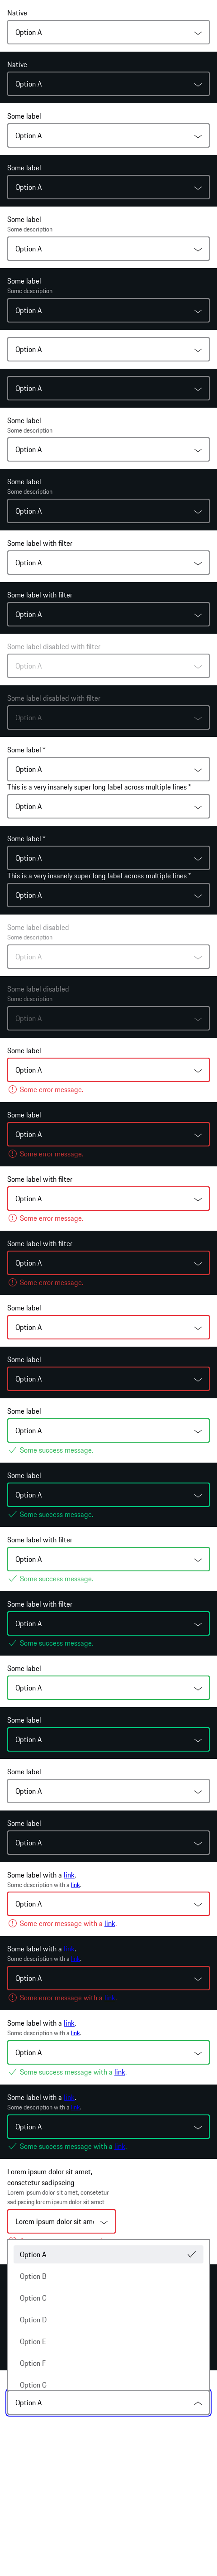 Native
Option A
Native
Option A
Some label
Option A
Some label
Option A
Some label
Some description
Option A
Some label
Some description
Option A
Option A
Option A
Some label
Some description
Option A
Some label
Some description
Option A
Some label with filter
Option A
Some label with filter
Option A
Some label disabled with filter
Option A
Some label disabled with filter
Option A
Some label *
Option A
This is a very insanely super long label across multiple lines *
Option A
Some label *
Option A
This is a very insanely super long label across multiple lines *
Option A
Some label disabled
Some description
Option A
Some label disabled
Some description
Option A
Some label
Option A
Some error message.
Some label
Option A
Some error message.
Some label with filter
Option A
Some error message.
Some label with filter
Option A
Some error message.
Some label
Option A
Some label
Option A
Some label
Option A
Some success message.
Some label
Option A
Some success message.
Some label with filter
Option A
Some success message.
Some label with filter
Option A
Some success message.
Some label
Option A
Some label
Option A
Some label
Option A
Some label
Option A
Some label with a link.
Some description with a link.
Option A
Some error message with a link.
Some label with a link.
Some description with a link.
Option A
Some error message with a link.
Some label with a link.
Some description with a link.
Option A
Some success message with a link.
Some label with a link.
Some description with a link.
Option A
Some success message with a link.
Lorem ipsum dolor sit amet,
consetetur sadipscing
Lorem ipsum dolor sit amet, consetetur
sadipscing lorem ipsum dolor sit amet
Lorem ipsum dolor sit ame
Option A
Option B
Option C
Option D
Option E
Option F
Option G
Option A